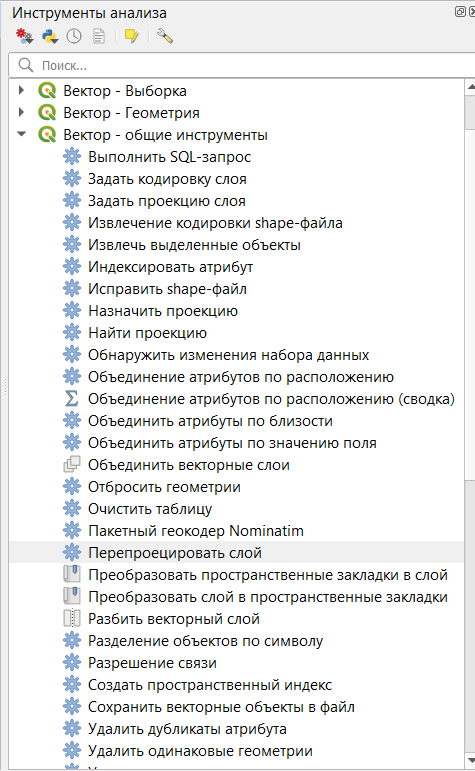 Инструменты анализа
Поиск...
Вектор - Выборка
Вектор - Геометрия
Вектор - общие инструменты
Выполнить SQL-запрос
Задать кодировку слоя
Задать проекцию слоя
Извлечение кодировки shape-файла
Извлечь выделенные объекты
Индексировать атрибут
Исправить shape-файл
Назначить проекцию
Найти проекцию
Обнаружить изменения набора данных
Объединение атрибутов по расположению
Объединение атрибутов по расположению (сводка)
Объединить атрибуты по близости
Объединить атрибуты по значению поля
Объединить векторные слои
Отбросить геометрии
Очистить таблицу
Пакетный геокодер Nominatim
Перепроецировать слой
Преобразовать пространственные закладки в слой
Преобразовать слой в пространственные закладки
Разбить векторный слой
Разделение объектов по символу
Разрешение связи
Создать пространственный индекс
Сохранить векторные объекты в файл
Удалить дубликаты атрибута
Удалить одинаковые геометрии